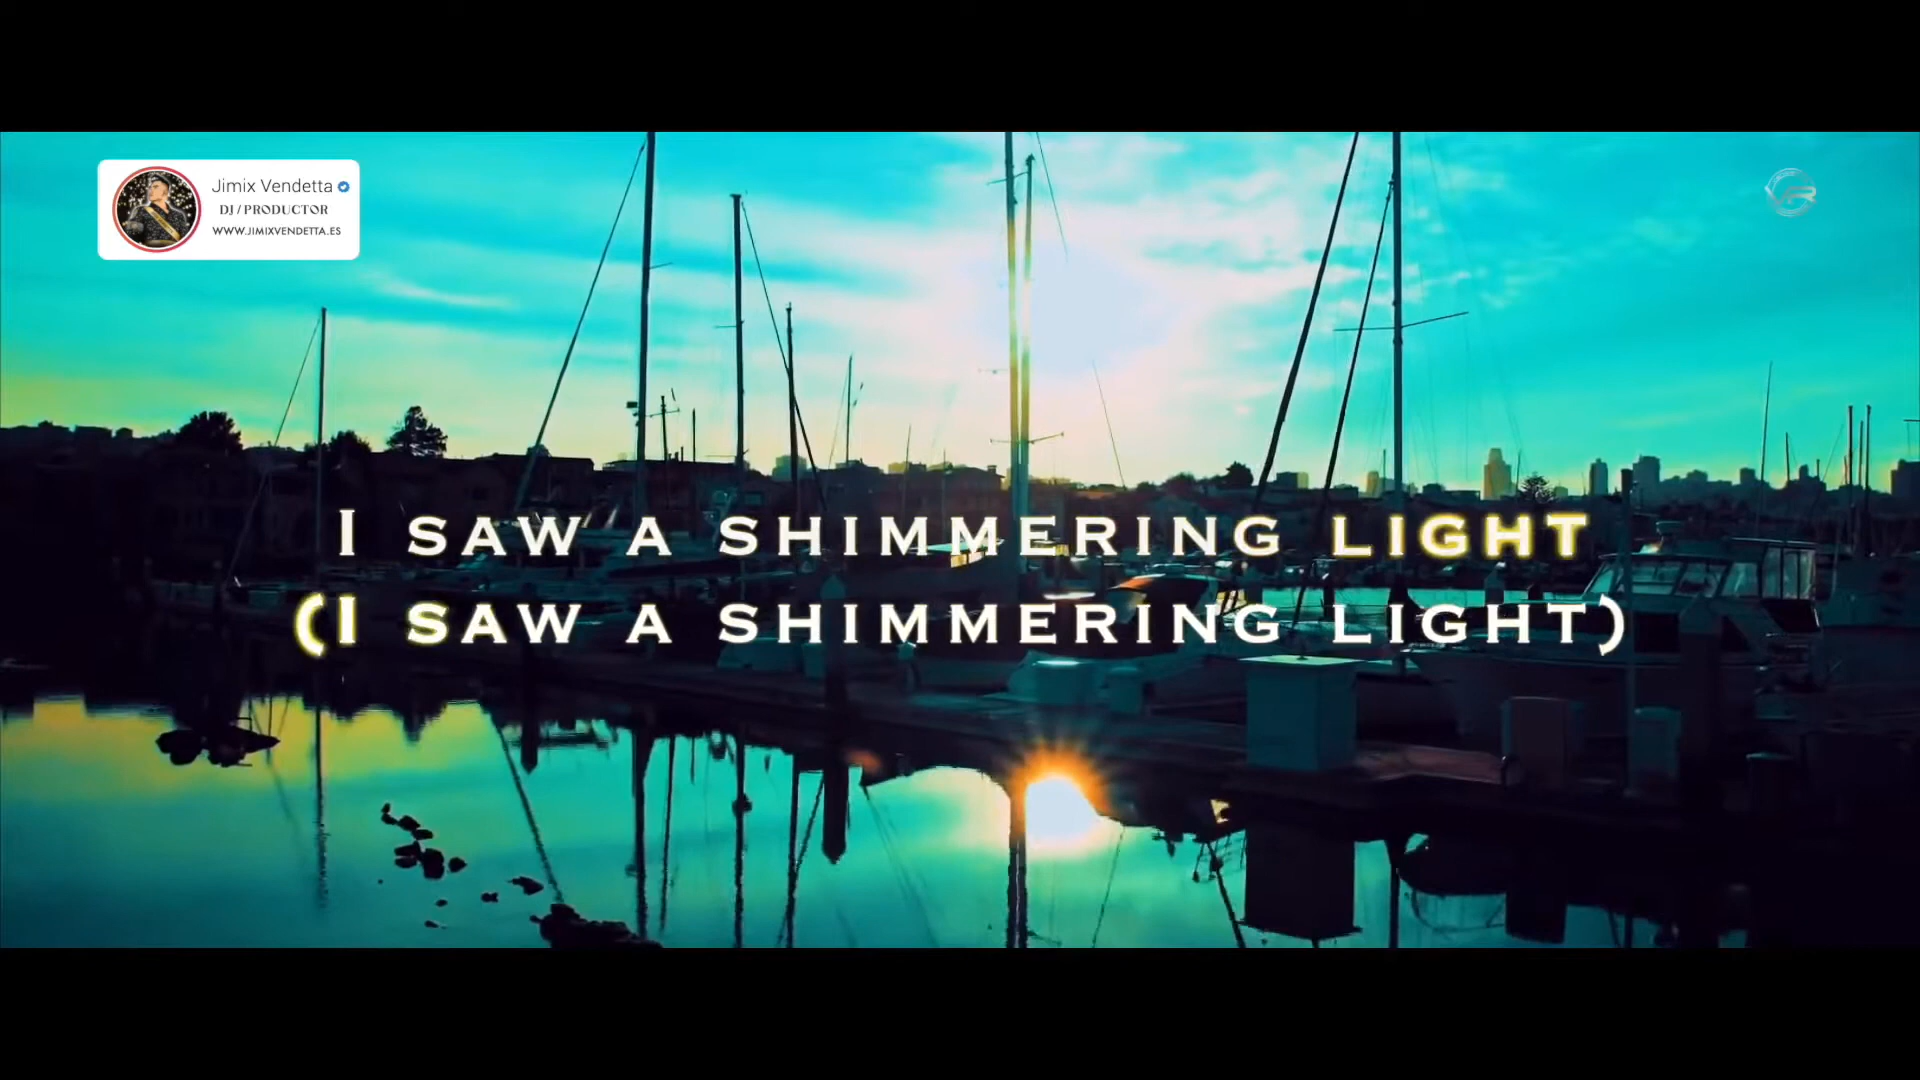 Jimix Vendetta
DJ / PRODUCTOR
WWW.JIMIXVENDETTA.ES
I SAW A SHIMMERING LIGHT
(I SAW A SHIMMERING LIGHT)